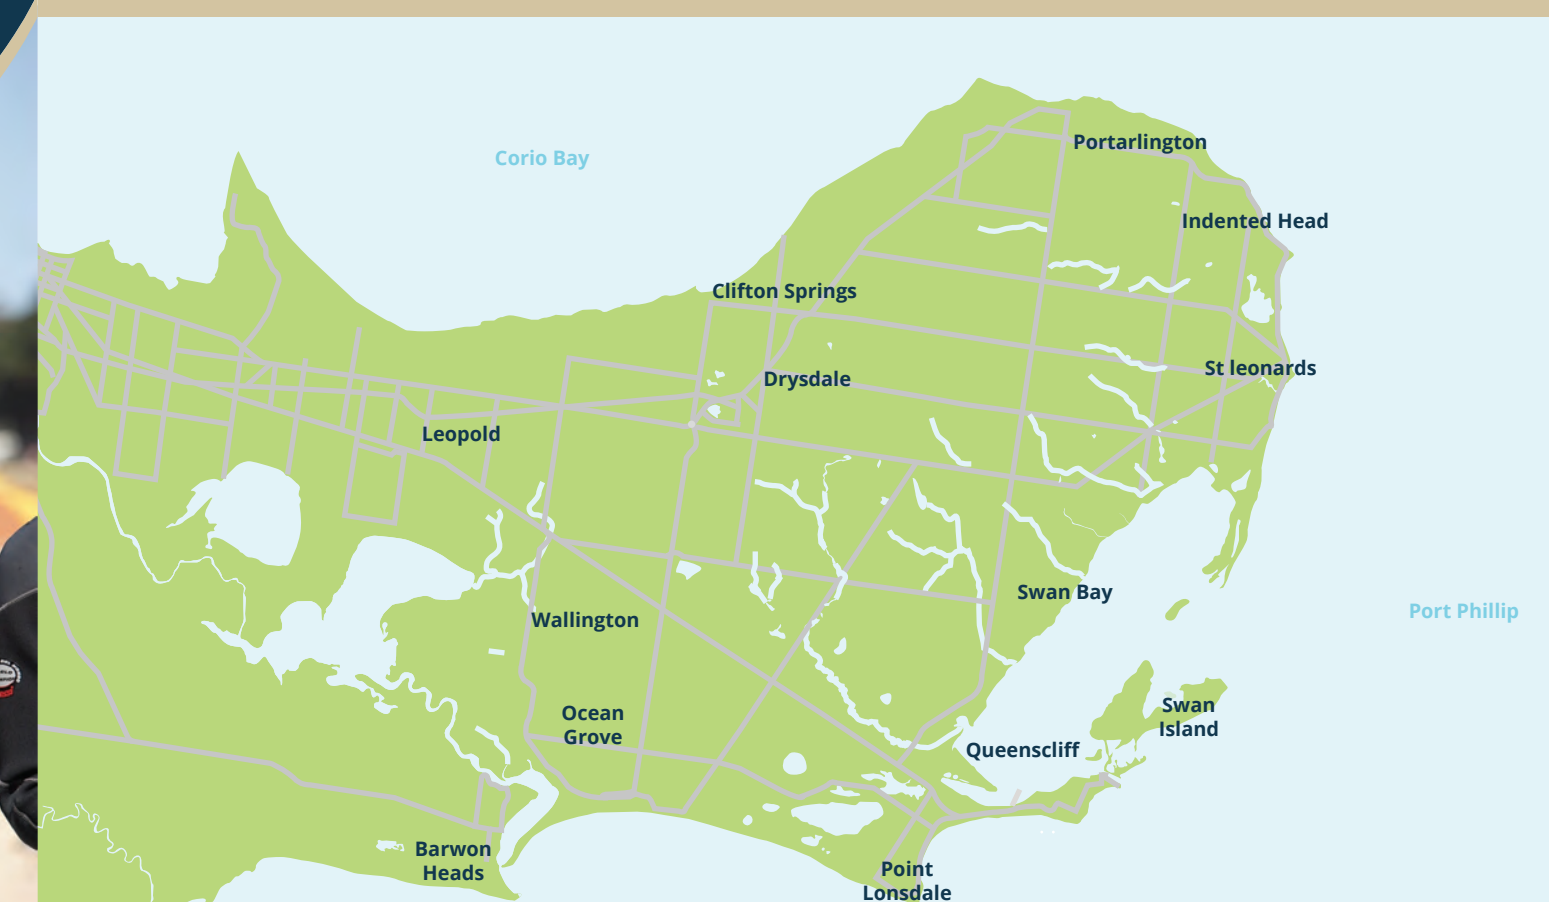 Portarlington
Corio Bay
Indented Head
Clifton Springs
St leonards
Drysdale
Leopold
Swan Bay
Port Phillip
Wallington
Swan
Island
Ocean
Grove
Queenscliff
Barwon
Heads
Point
Lonsdale